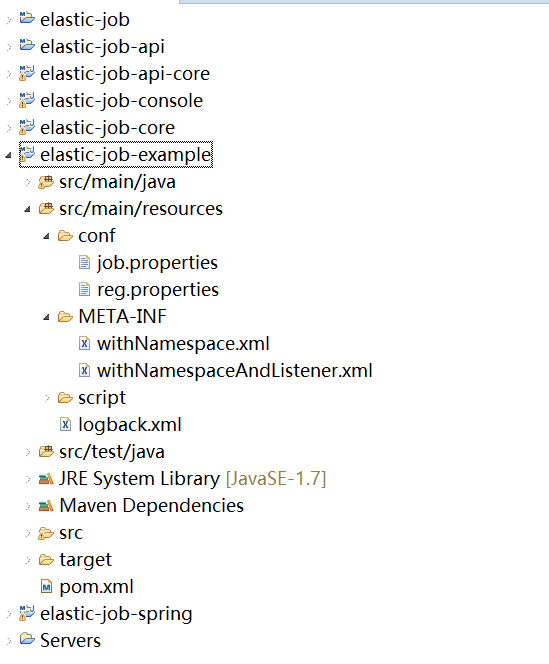 elastic-job
elastic-job-api
elastic-job-api-core
elastic-job-console
elastic-job-core
elastic-job-example
src/main/java
src/main/resources
conf
job.properties
reg.properties
META-INF
withNamespace.xml
withNamespaceAndListener.xml
script
logback.xml
src/test/java
JRE System Library [JavaSE-1.7]
Maven Dependencies
src
target
pom.xml
elastic-job-spring
Servers